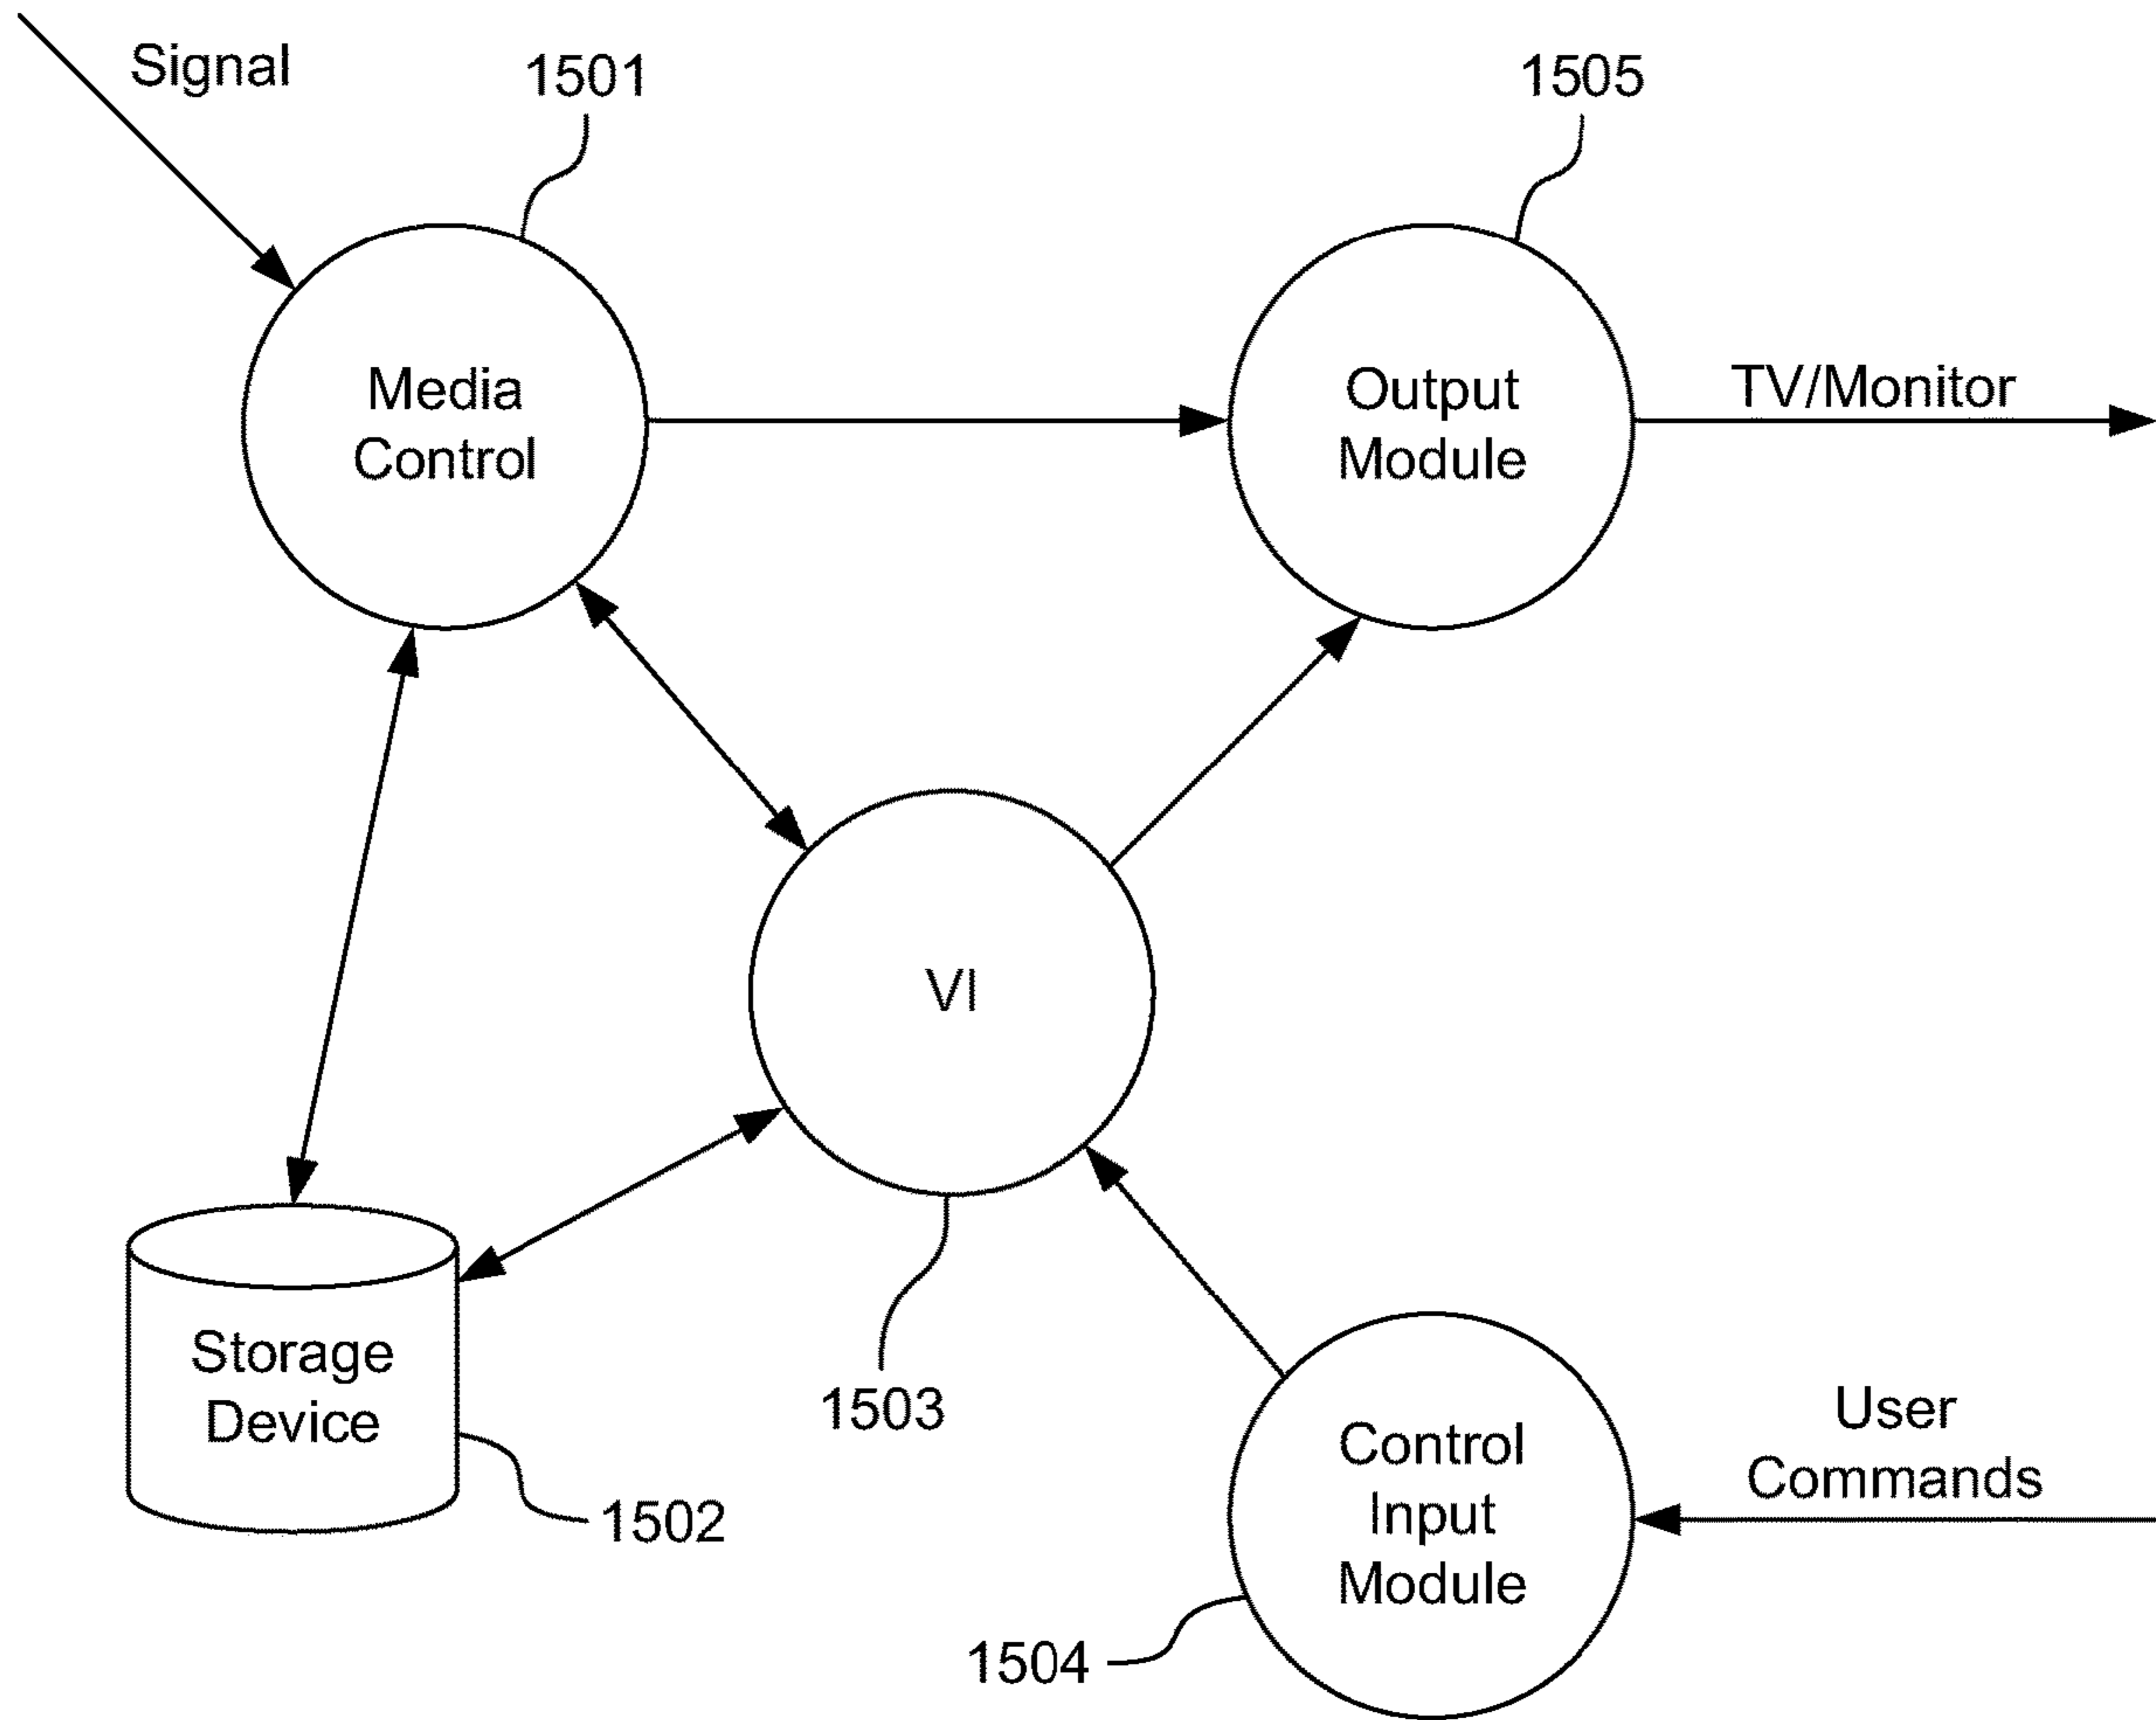 Signal
1501
1505
Media
Control
Output
Module
TV/Monitor
VI
Storage
Device
1503
1502
Control
Input
Module
User
Commands
1504